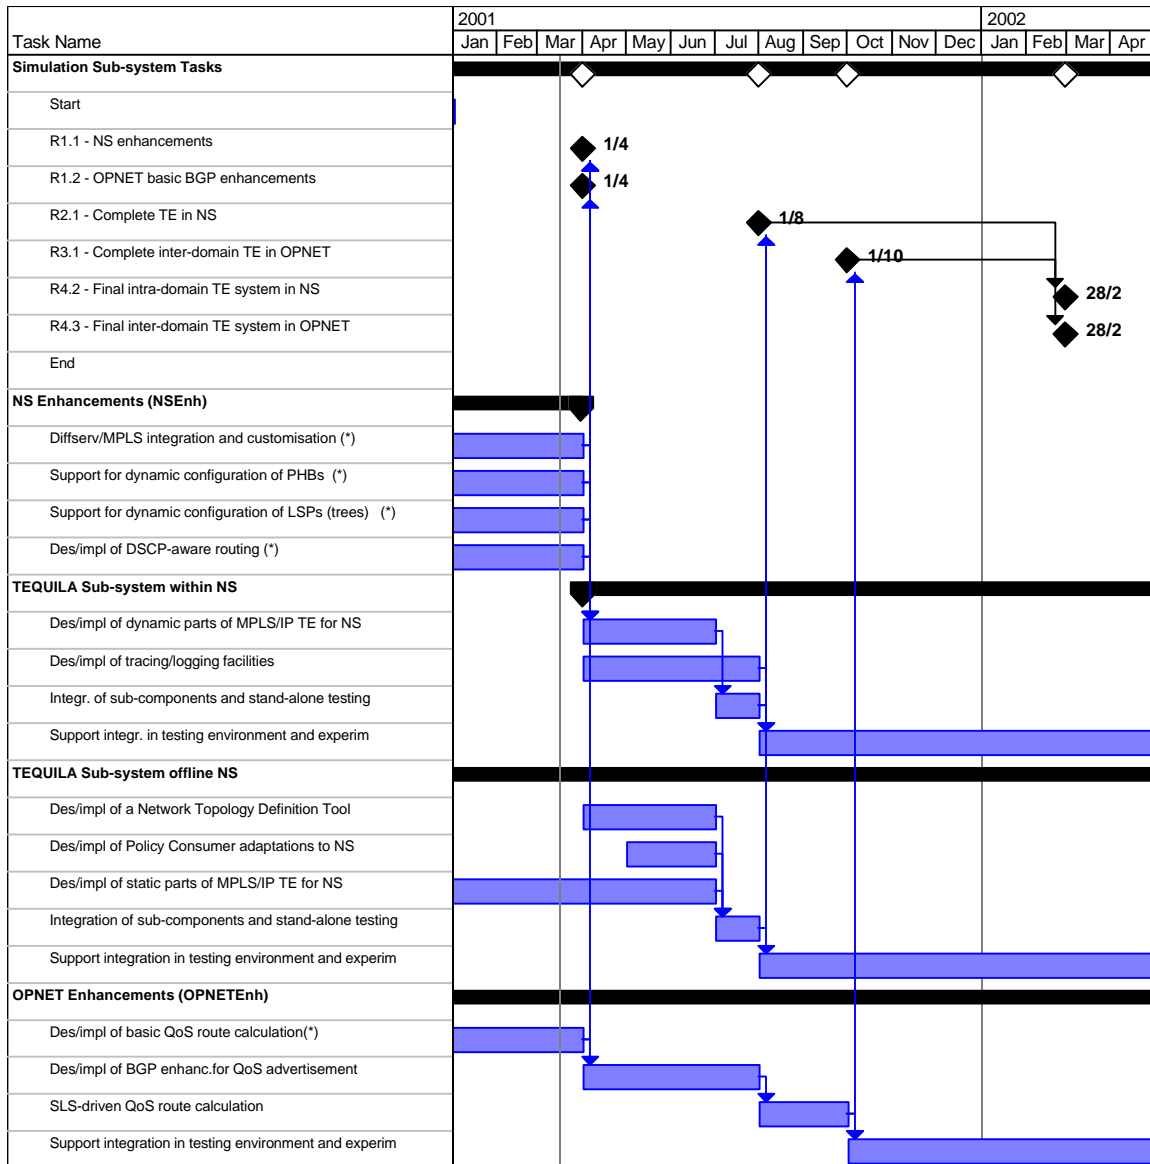 2001 2002
Task Name Jan Feb Mar Apr May Jun Jul Aug Sep Oct Nov Dec Jan Feb Mar Apr
Simulation Sub-system Tasks
Start
R1.1 - NS enhancements 1/4
R1.2 - OPNET basic BGP enhancements 1/4
R2.1 - Complete TE in NS 1/8
R3.1 - Complete inter-domain TE in OPNET 1/10
R4.2 - Final intra-domain TE system in NS 28/2
R4.3 - Final inter-domain TE system in OPNET 28/2
End
NS Enhancements (NSEnh)
Diffserv/MPLS integration and customisation (*)
Support for dynamic configuration of PHBs (*)
Support for dynamic configuration of LSPs (trees) (*)
Des/impl of DSCP-aware routing (*)
TEQUILA Sub-system within NS
Des/impl of dynamic parts of MPLS/IP TE for NS
Des/impl of tracing/logging facilities
Integr. of sub-components and stand-alone testing
Support integr. in testing environment and experim
TEQUILA Sub-system offline NS
Des/impl of a Network Topology Definition Tool
Des/impl of Policy Consumer adaptations to NS
Des/impl of static parts of MPLS/IP TE for NS
Integration of sub-components and stand-alone testing
Support integration in testing environment and experim
OPNET Enhancements (OPNETEnh)
Des/impl of basic QoS route calculation(*)
Des/impl of BGP enhanc.for QoS advertisement
SLS-driven QoS route calculation
Support integration in testing environment and experim